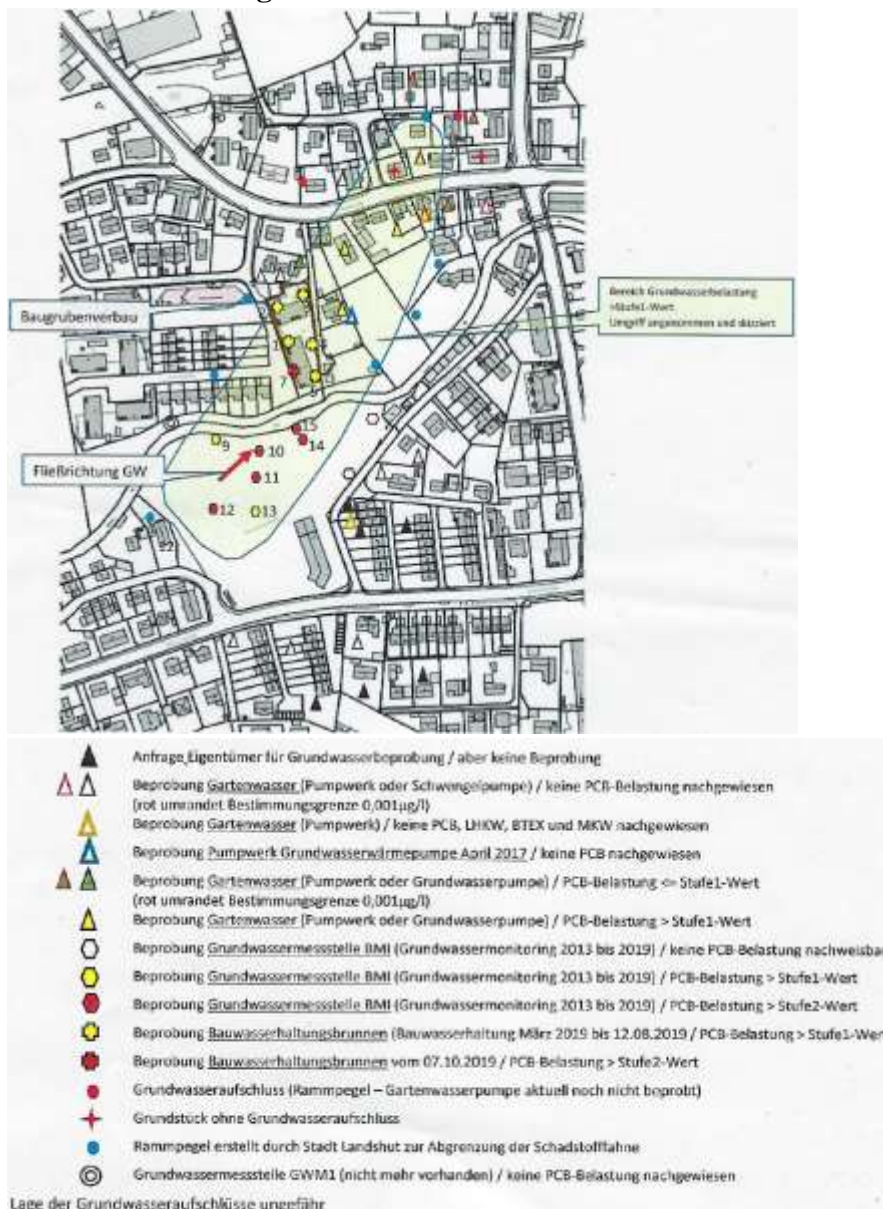 Bereich Grundwasserbelastung
>Stufe1-Wert
Umgriff angenommen und skizziert
Baugrubenverbau
7
15
9
14
10
Fließrichtung GW
11
12
13
Anfrage Eigentümer für Grundwasserbeprobung / aber keine Beprobung
Beprobung Gartenwasser (Pumpwerk oder Schwengelpumpe) / keine PCB-Belastung nachgewiesen
(rot umrandet Bestimmungsgrenze 0,001µg/l)
Beprobung Gartenwasser (Pumpwerk) / keine PCB, LHKW, BTEX und MKW nachgewiesen
Beprobung Pumpwerk Grundwasserwärmepumpe April 2017 / keine PCB nachgewiesen
Beprobung Gartenwasser (Pumpwerk oder Grundwasserpumpe) / PCB-Belastung <= Stufe1-Wert
(rot umrandet Bestimmungsgrenze 0,001µg/l)
Beprobung Gartenwasser (Pumpwerk oder Grundwasserpumpe) / PCB-Belastung > Stufe1-Wert
Beprobung Grundwassermessstelle BMI (Grundwassermonitoring 2013 bis 2019) / keine PCB-Belastung nachweisbar
Beprobung Grundwassermessstelle BMI (Grundwassermonitoring 2013 bis 2019) / PCB-Belastung > Stufe1-Wert
Beprobung Grundwassermessstelle BMI (Grundwassermonitoring 2013 bis 2019) / PCB-Belastung > Stufe2-Wert
Beprobung Bauwasserhaltungsbrunnen (Bauwasserhaltung März 2019 bis 12.08.2019 / PCB-Belastung > Stufe1-Wert
Beprobung Bauwasserhaltungsbrunnen vom 07.10.2019 / PCB-Belastung > Stufe2-Wert
Grundwasseraufschluss (Rammpegel – Gartenwasserpumpe aktuell noch nicht beprobt)
Grundstück ohne Grundwasseraufschluss
Rammpegel erstellt durch Stadt Landshut zur Abgrenzung der Schadstofffahne
Grundwassermessstelle GWM1 (nicht mehr vorhanden) / keine PCB-Belastung nachgewiesen
Lage der Grundwasseraufschlüsse ungefähr